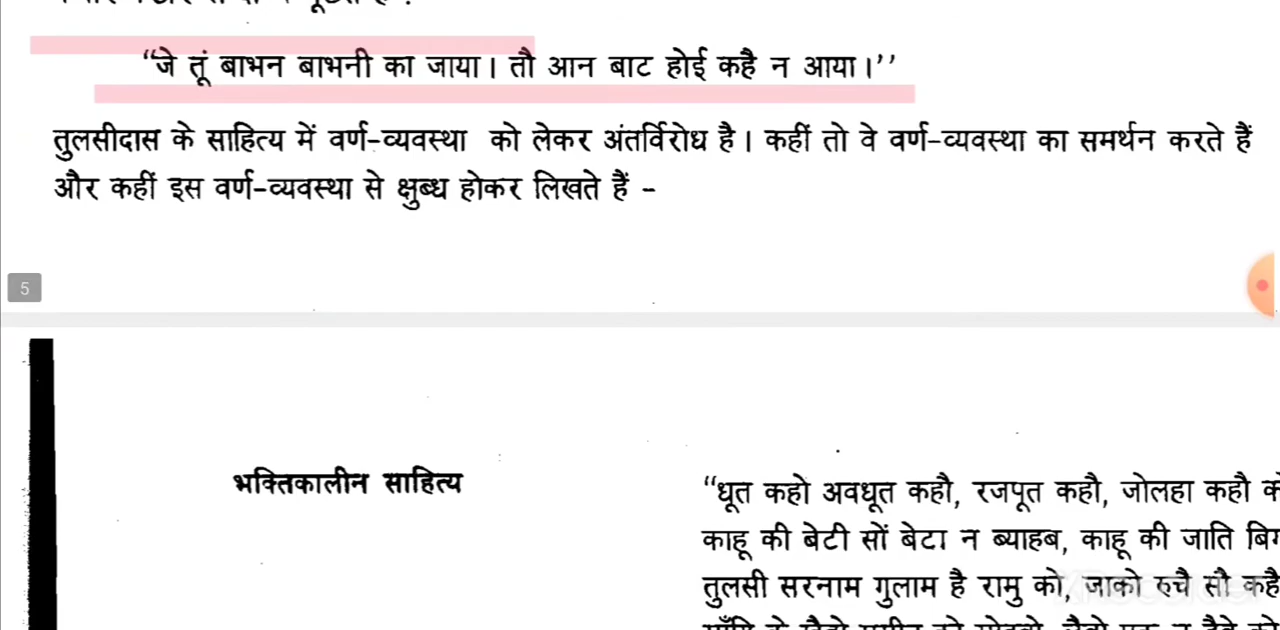 “जे तूं बाभन बाभनी का जाया। तौ आन बाट होई कहै न आया।’’
तुलसीदास के साहित्य में वर्ण-व्यवस्था को लेकर अंतर्विरोध है। कहीं तो वे वर्ण-व्यवस्था का समर्थन करते हैं
और कहीं इस वर्ण-व्यवस्था से क्षुब्ध होकर लिखते हैं -
5
भक्तिकालीन साहित्य
“धूत कहो अवधूत कहौ, रजपूत कहौ, जोलहा कहौ
काहू की बेटी सों बेटा न ब्याहब, काहू की जाति
तुलसी सरनाम गुलाम है रामु को, जाको रुचै सौ कहै